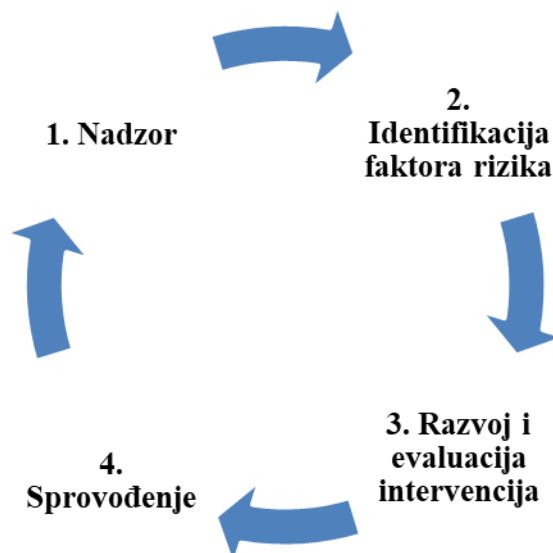 1. Nadzor
2.
Identifikacija
faktora rizika
3. Razvoj i
evaluacija
intervencija
4.
Sprovođenje